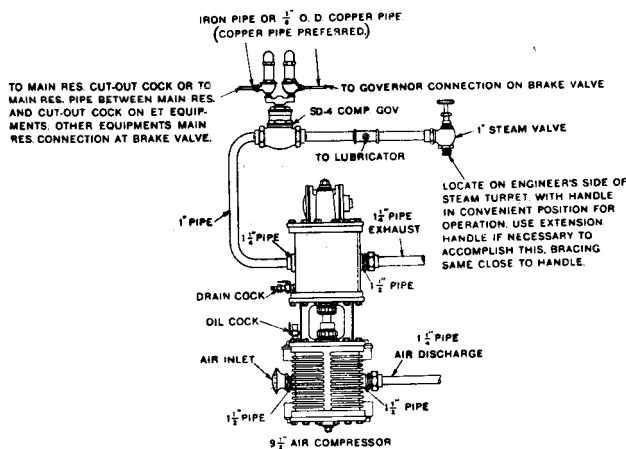 IRON PIPE OR 1/4" O. D. COPPER PIPE.
(COPPER PIPE PREFERRED.)
TO MAIN RES. CUT-OUT COCK OR TO
MAIN RES. PIPE BETWEEN MAIN RES.
AND CUT-OUT COCK ON ET EQUIP-
MENTS. OTHER EQUIPMENTS MAIN
RES. CONNECTION AT BRAKE VALVE.
TO GOVERNOR CONNECTION ON BRAKE VALVE
SD-4 COMP. GOV
TO LUBRICATOR
1" STEAM VALVE
LOCATE ON ENGINEER'S SIDE OF
STEAM TURRET, WITH HANDLE
IN CONVENIENT POSITION FOR
OPERATION. USE EXTENSION
HANDLE IF NECESSARY TO
ACCOMPLISH THIS, BRACING
SAME CLOSE TO HANDLE.
1" PIPE
1 1/4" PIPE
1 1/4" PIPE
EXHAUST
1 1/2" PIPE
DRAIN COCK
OIL COCK
AIR INLET
1 1/4" PIPE
AIR DISCHARGE
1 1/2" PIPE
1 1/2" PIPE
9 1/2" AIR COMPRESSOR